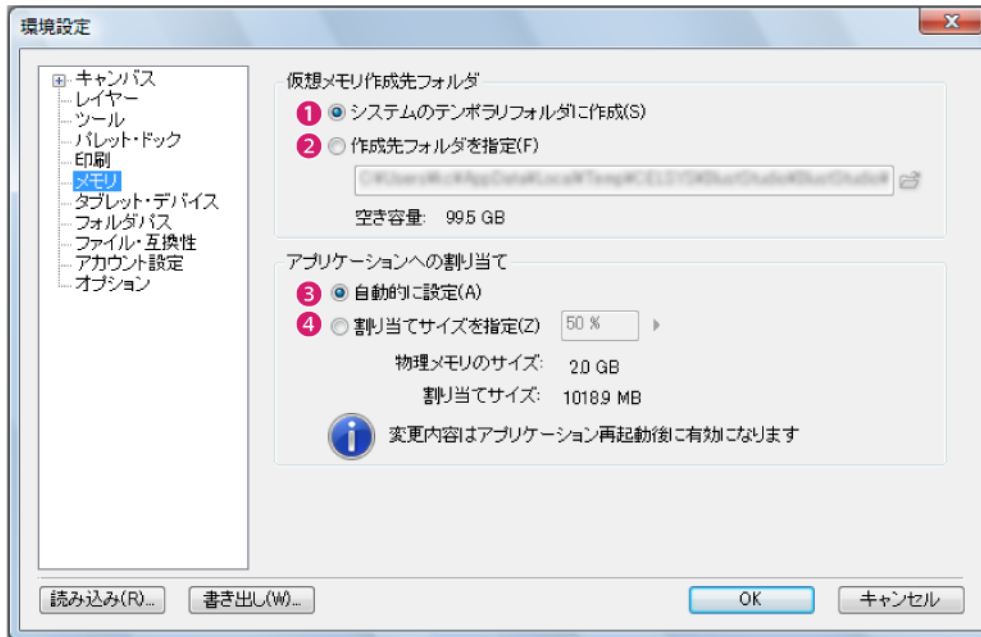 環境設定
キャンバス
レイヤー
ツール
パレット・ドック
印刷
メモリ
タブレット・デバイス
フォルダパス
ファイル・互換性
アカウント設定
オプション
仮想メモリ作成先フォルダ
1 システムのテンポラリフォルダに作成(S)
2 作成先フォルダを指定(F)
空き容量: 99.5 GB
アプリケーションへの割り当て
3 自動的に設定(A)
4 割り当てサイズを指定(Z) 50 %
物理メモリのサイズ: 2.0 GB
割り当てサイズ: 1018.9 MB
変更内容はアプリケーション再起動後に有効になります
読み込み(R)... 書き出し(W)... OK キャンセル